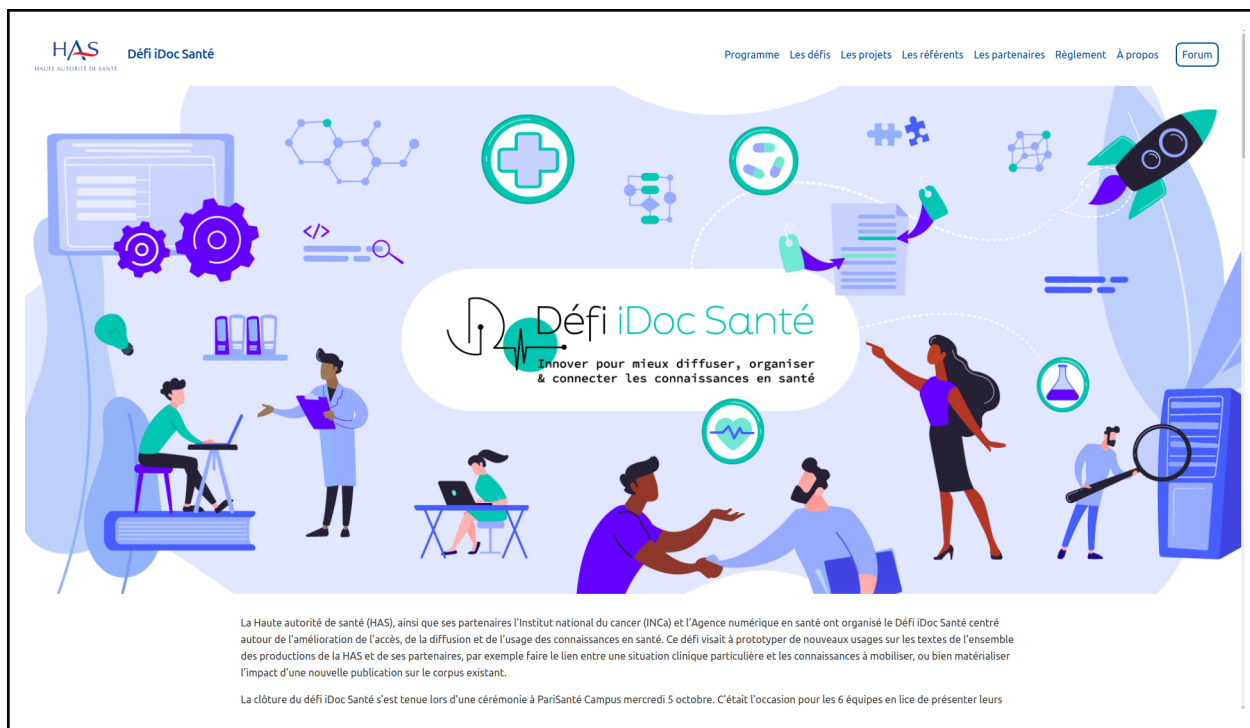 HAS
HAUTE AUTORITÉ DE SANTÉ
Défi iDoc Santé
Programme Les défis Les projets Les référents Les partenaires Règlement À propos Forum
</>
Défi iDoc Santé
Innover pour mieux diffuser, organiser
& connecter les connaissances en santé
La Haute autorité de santé (HAS), ainsi que ses partenaires l'Institut national du cancer (INCa) et l'Agence numérique en santé ont organisé le Défi iDoc Santé centré
autour de l'amélioration de l'accès, de la diffusion et de l'usage des connaissances en santé. Ce défi visait à prototyper de nouveaux usages sur les textes de l'ensemble
des productions de la HAS et de ses partenaires, par exemple faire le lien entre une situation clinique particulière et les connaissances à mobiliser, ou bien matérialiser
l'impact d'une nouvelle publication sur le corpus existant.
La clôture du défi iDoc Santé s'est tenue lors d'une cérémonie à PariSanté Campus mercredi 5 octobre. C'était l'occasion pour les 6 équipes en lice de présenter leurs